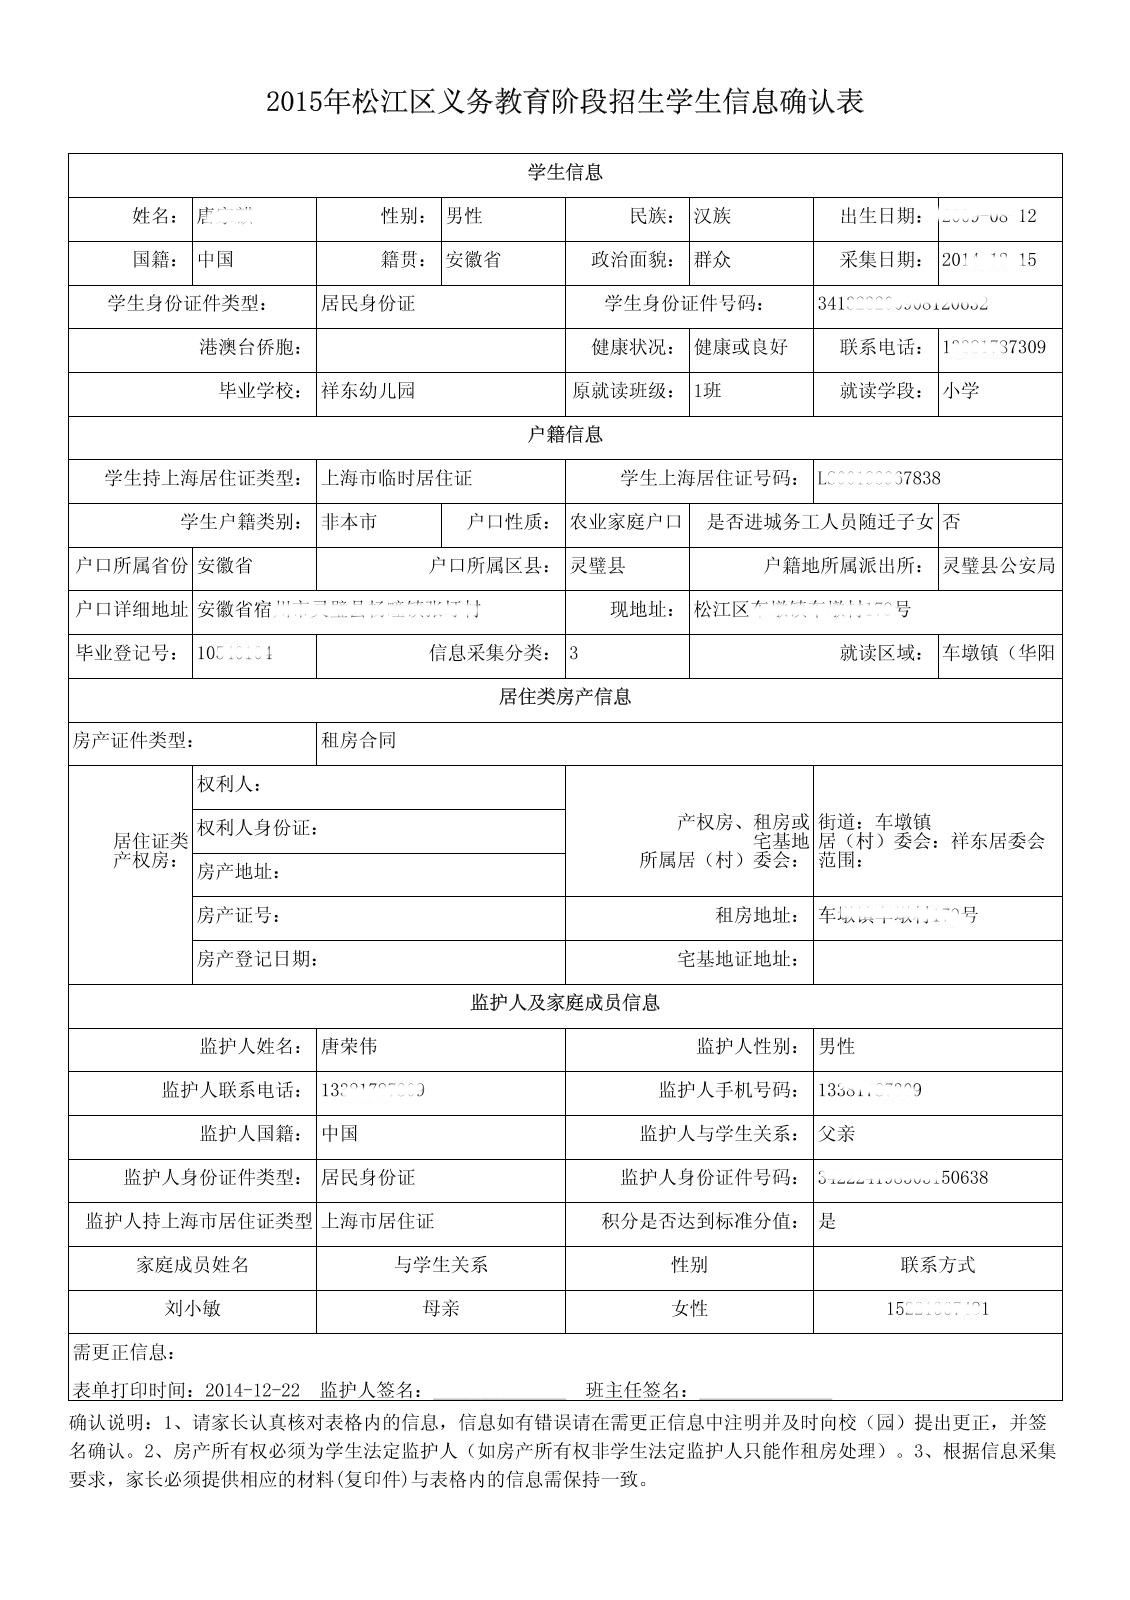 2015年松江区义务教育阶段招生学生信息确认表
学生信息
姓名： 唐 性别： 男性 民族： 汉族 出生日期： 12
国籍： 中国 籍贯： 安徽省 政治面貌： 群众 采集日期： 201 15
学生身份证件类型： 居民身份证 学生身份证件号码： 341
港澳台侨胞： 健康状况： 健康或良好 联系电话： 1 37309
毕业学校： 祥东幼儿园 原就读班级： 1班 就读学段： 小学
户籍信息
学生持上海居住证类型： 上海市临时居住证 学生上海居住证号码： L 67838
学生户籍类别： 非本市 户口性质： 农业家庭户口 是否进城务工人员随迁子女 否
户口所属省份 安徽省 户口所属区县： 灵璧县 户籍地所属派出所： 灵璧县公安局
户口详细地址 安徽省宿 现地址： 松江区 号
毕业登记号： 10 4 信息采集分类： 3 就读区域： 车墩镇（华阳
居住类房产信息
房产证件类型： 租房合同
居住证类
产权房：
权利人：
权利人身份证：
房产地址：
房产证号：
房产登记日期：
产权房、租房或
宅基地
所属居（村）委会：
街道：车墩镇
居（村）委会：祥东居委会
范围：
租房地址： 车 号
宅基地证地址：
监护人及家庭成员信息
监护人姓名： 唐荣伟 监护人性别： 男性
监护人联系电话： 13 9 监护人手机号码： 133 9
监护人国籍： 中国 监护人与学生关系： 父亲
监护人身份证件类型： 居民身份证 监护人身份证件号码： 50638
监护人持上海市居住证类型 上海市居住证 积分是否达到标准分值： 是
家庭成员姓名 与学生关系 性别 联系方式
刘小敏 母亲 女性 15 1
需更正信息：
表单打印时间：2014-12-22 监护人签名：______________ 班主任签名：______________
确认说明：1、请家长认真核对表格内的信息，信息如有错误请在需更正信息中注明并及时向校（园）提出更正，并签
名确认。2、房产所有权必须为学生法定监护人（如房产所有权非学生法定监护人只能作租房处理）。3、根据信息采集
要求，家长必须提供相应的材料(复印件)与表格内的信息需保持一致。